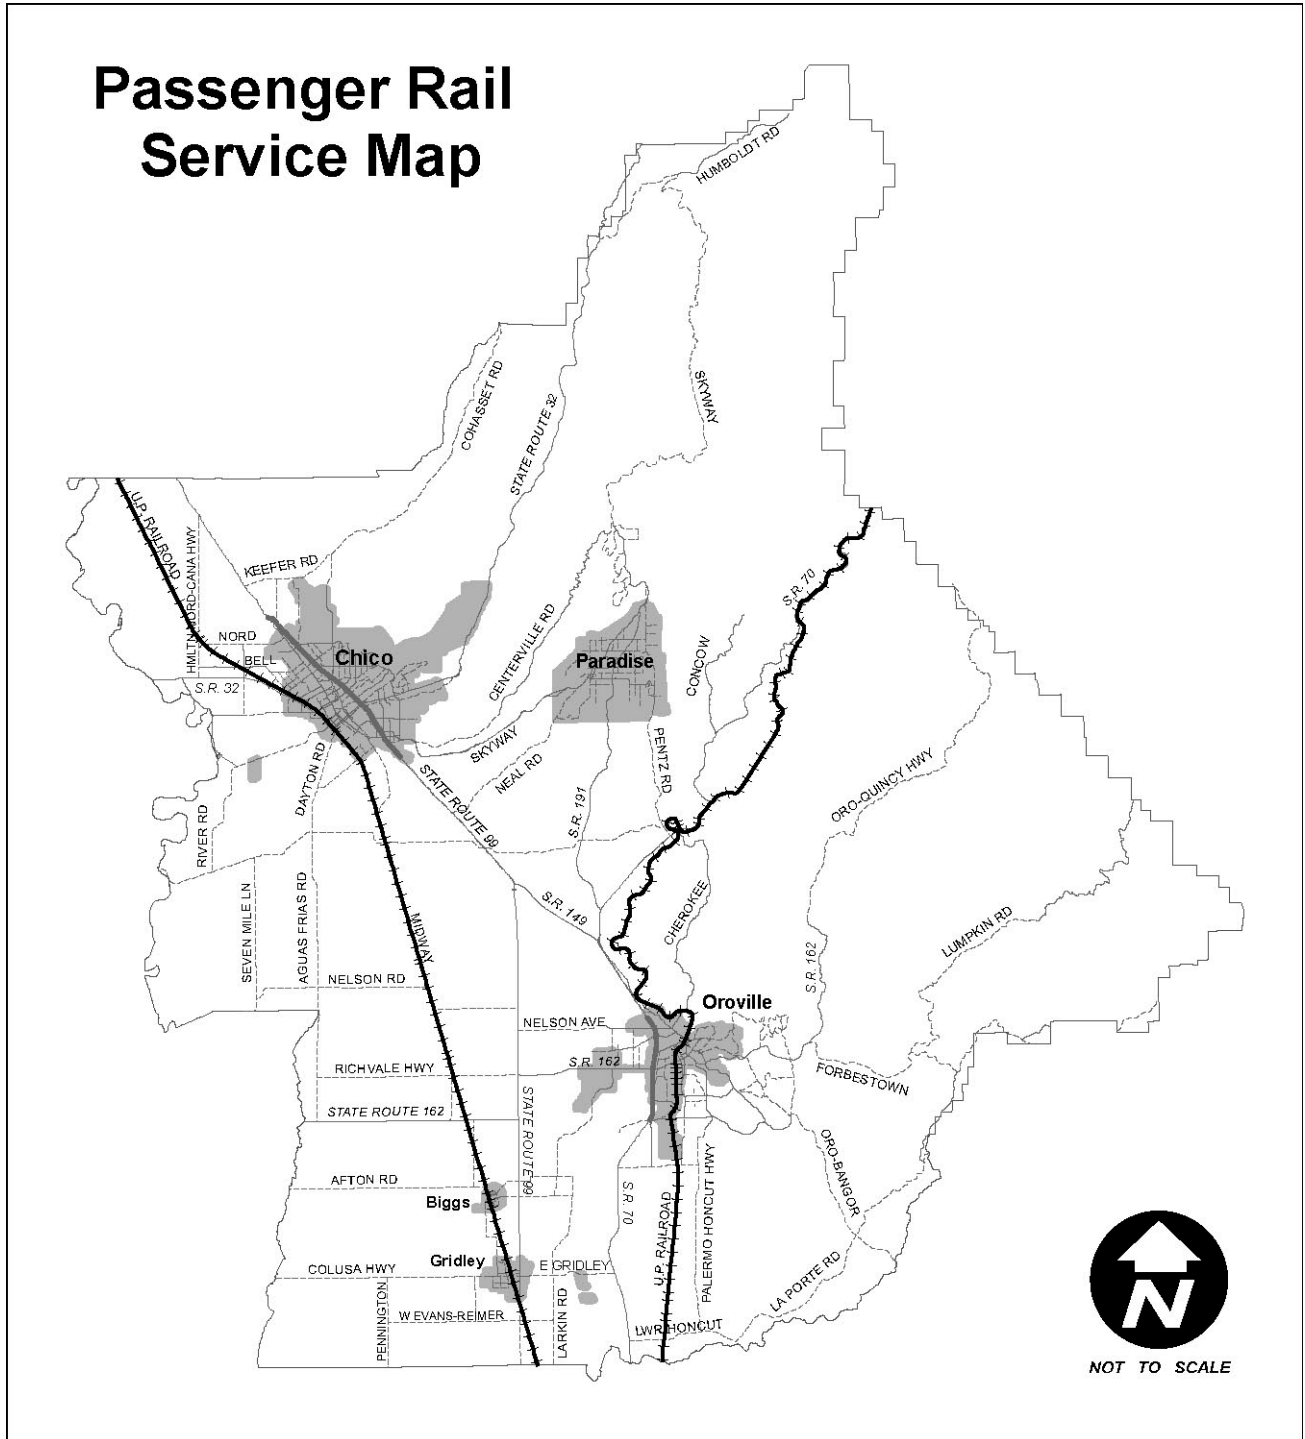 Passenger Rail
Service Map
HUMBOLDT RD
SKYWAY
COHASSET RD
STATE ROUTE 32
U.P. RAILROAD
HMLTN NORD-CANA HWY
KEEFER RD
NORD
BELL
S.R. 32
Chico
CENTERVILLE RD
Paradise
CONCOW
S.R. 70
SKYWAY
NEAL RD
PENTZ RD
STATE ROUTE 99
DAYTON RD
RIVER RD
S.R. 191
ORO-QUINCY HWY
SEVEN MILE LN
AGUAS FRIAS RD
MIDWAY
S.R. 149
CHEROKEE
S.R. 162
LUMPKIN RD
NELSON RD
Oroville
NELSON AVE
S.R. 162
RICHVALE HWY
FORBESTOWN
STATE ROUTE 162
STATE ROUTE 99
ORO-BANGOR
AFTON RD
Biggs
S.R. 70
U.P. RAILROAD
PALERMO HONCUT HWY
Gridley
E GRIDLEY
COLUSA HWY
LA PORTE RD
PENNINGTON
W EVANS-REIMER
LARKIN RD
LWR HONCUT
N
NOT TO SCALE